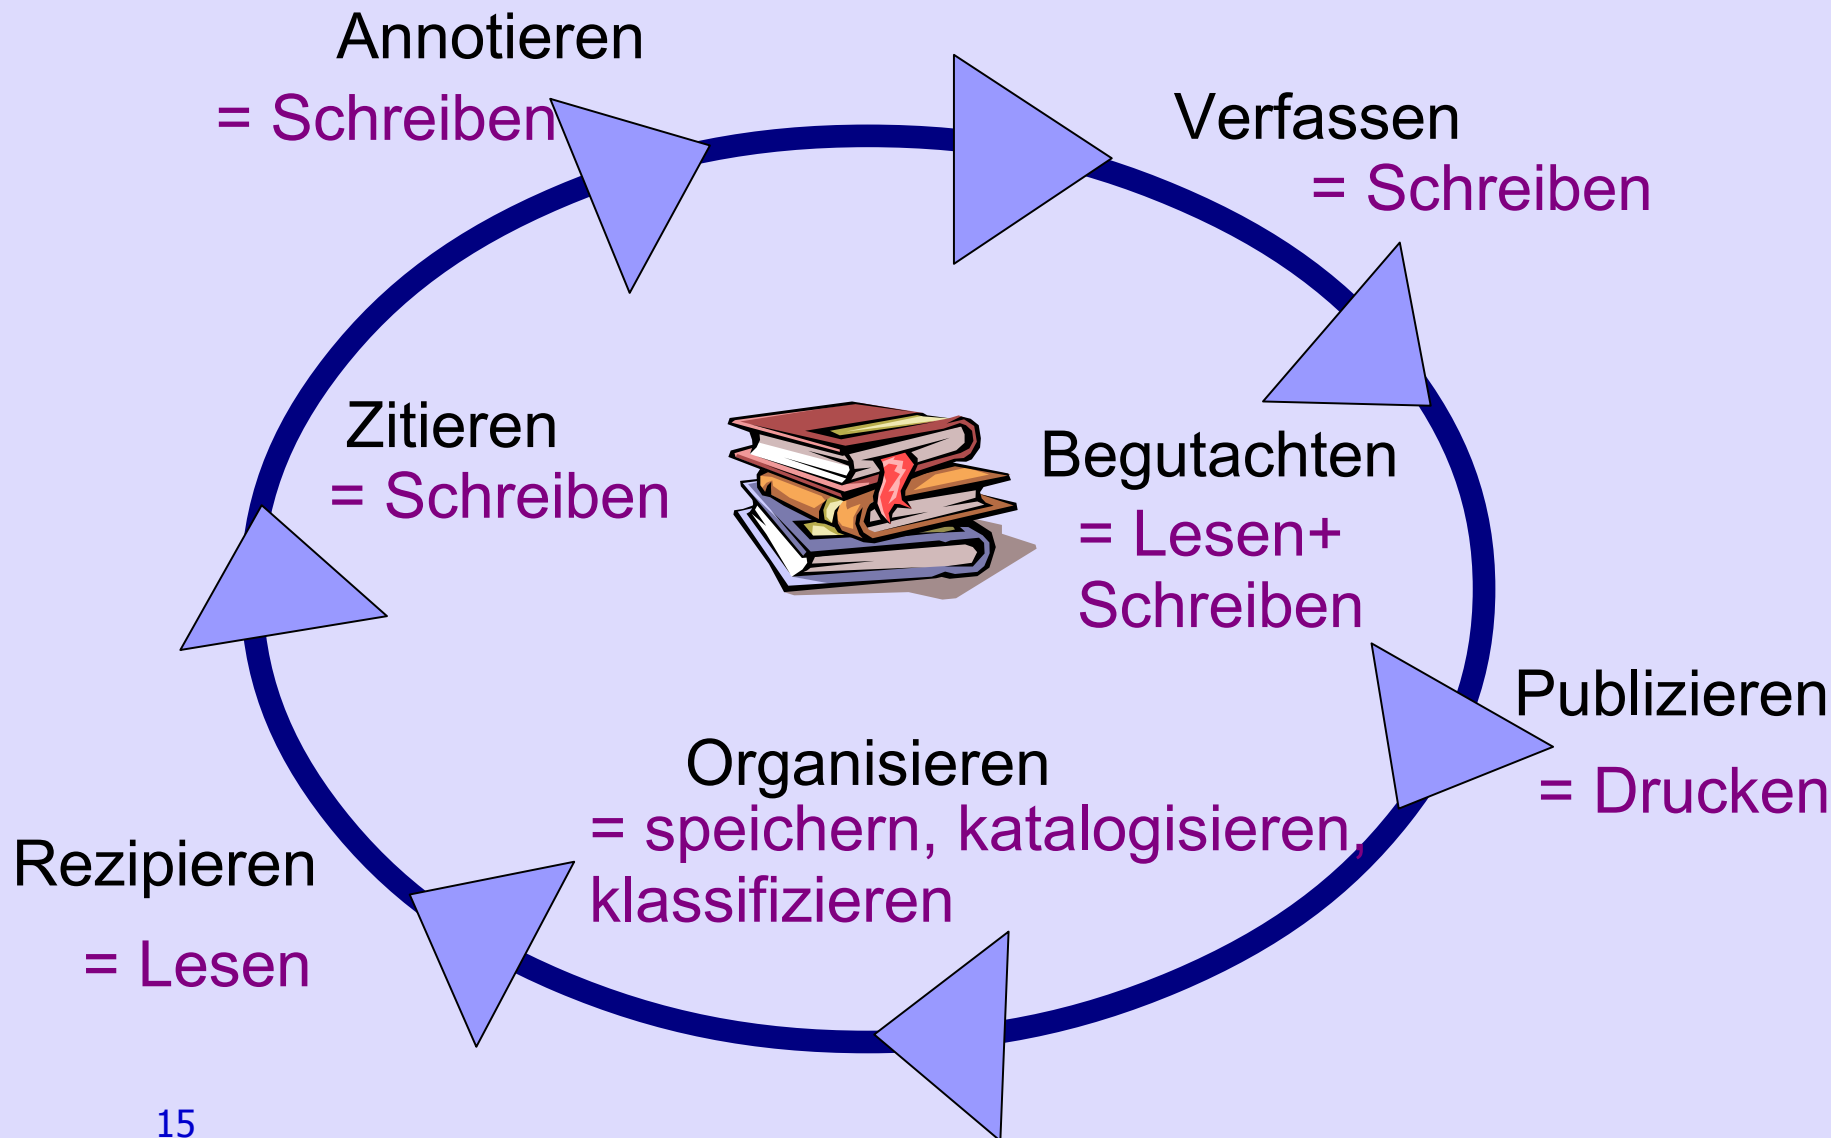 Annotieren
= Schreiben
Verfassen
= Schreiben
Zitieren
= Schreiben
Begutachten
= Lesen+
Schreiben
Publizieren
= Drucken
Organisieren
= speichern, katalogisieren,
klassifizieren
Rezipieren
= Lesen
15